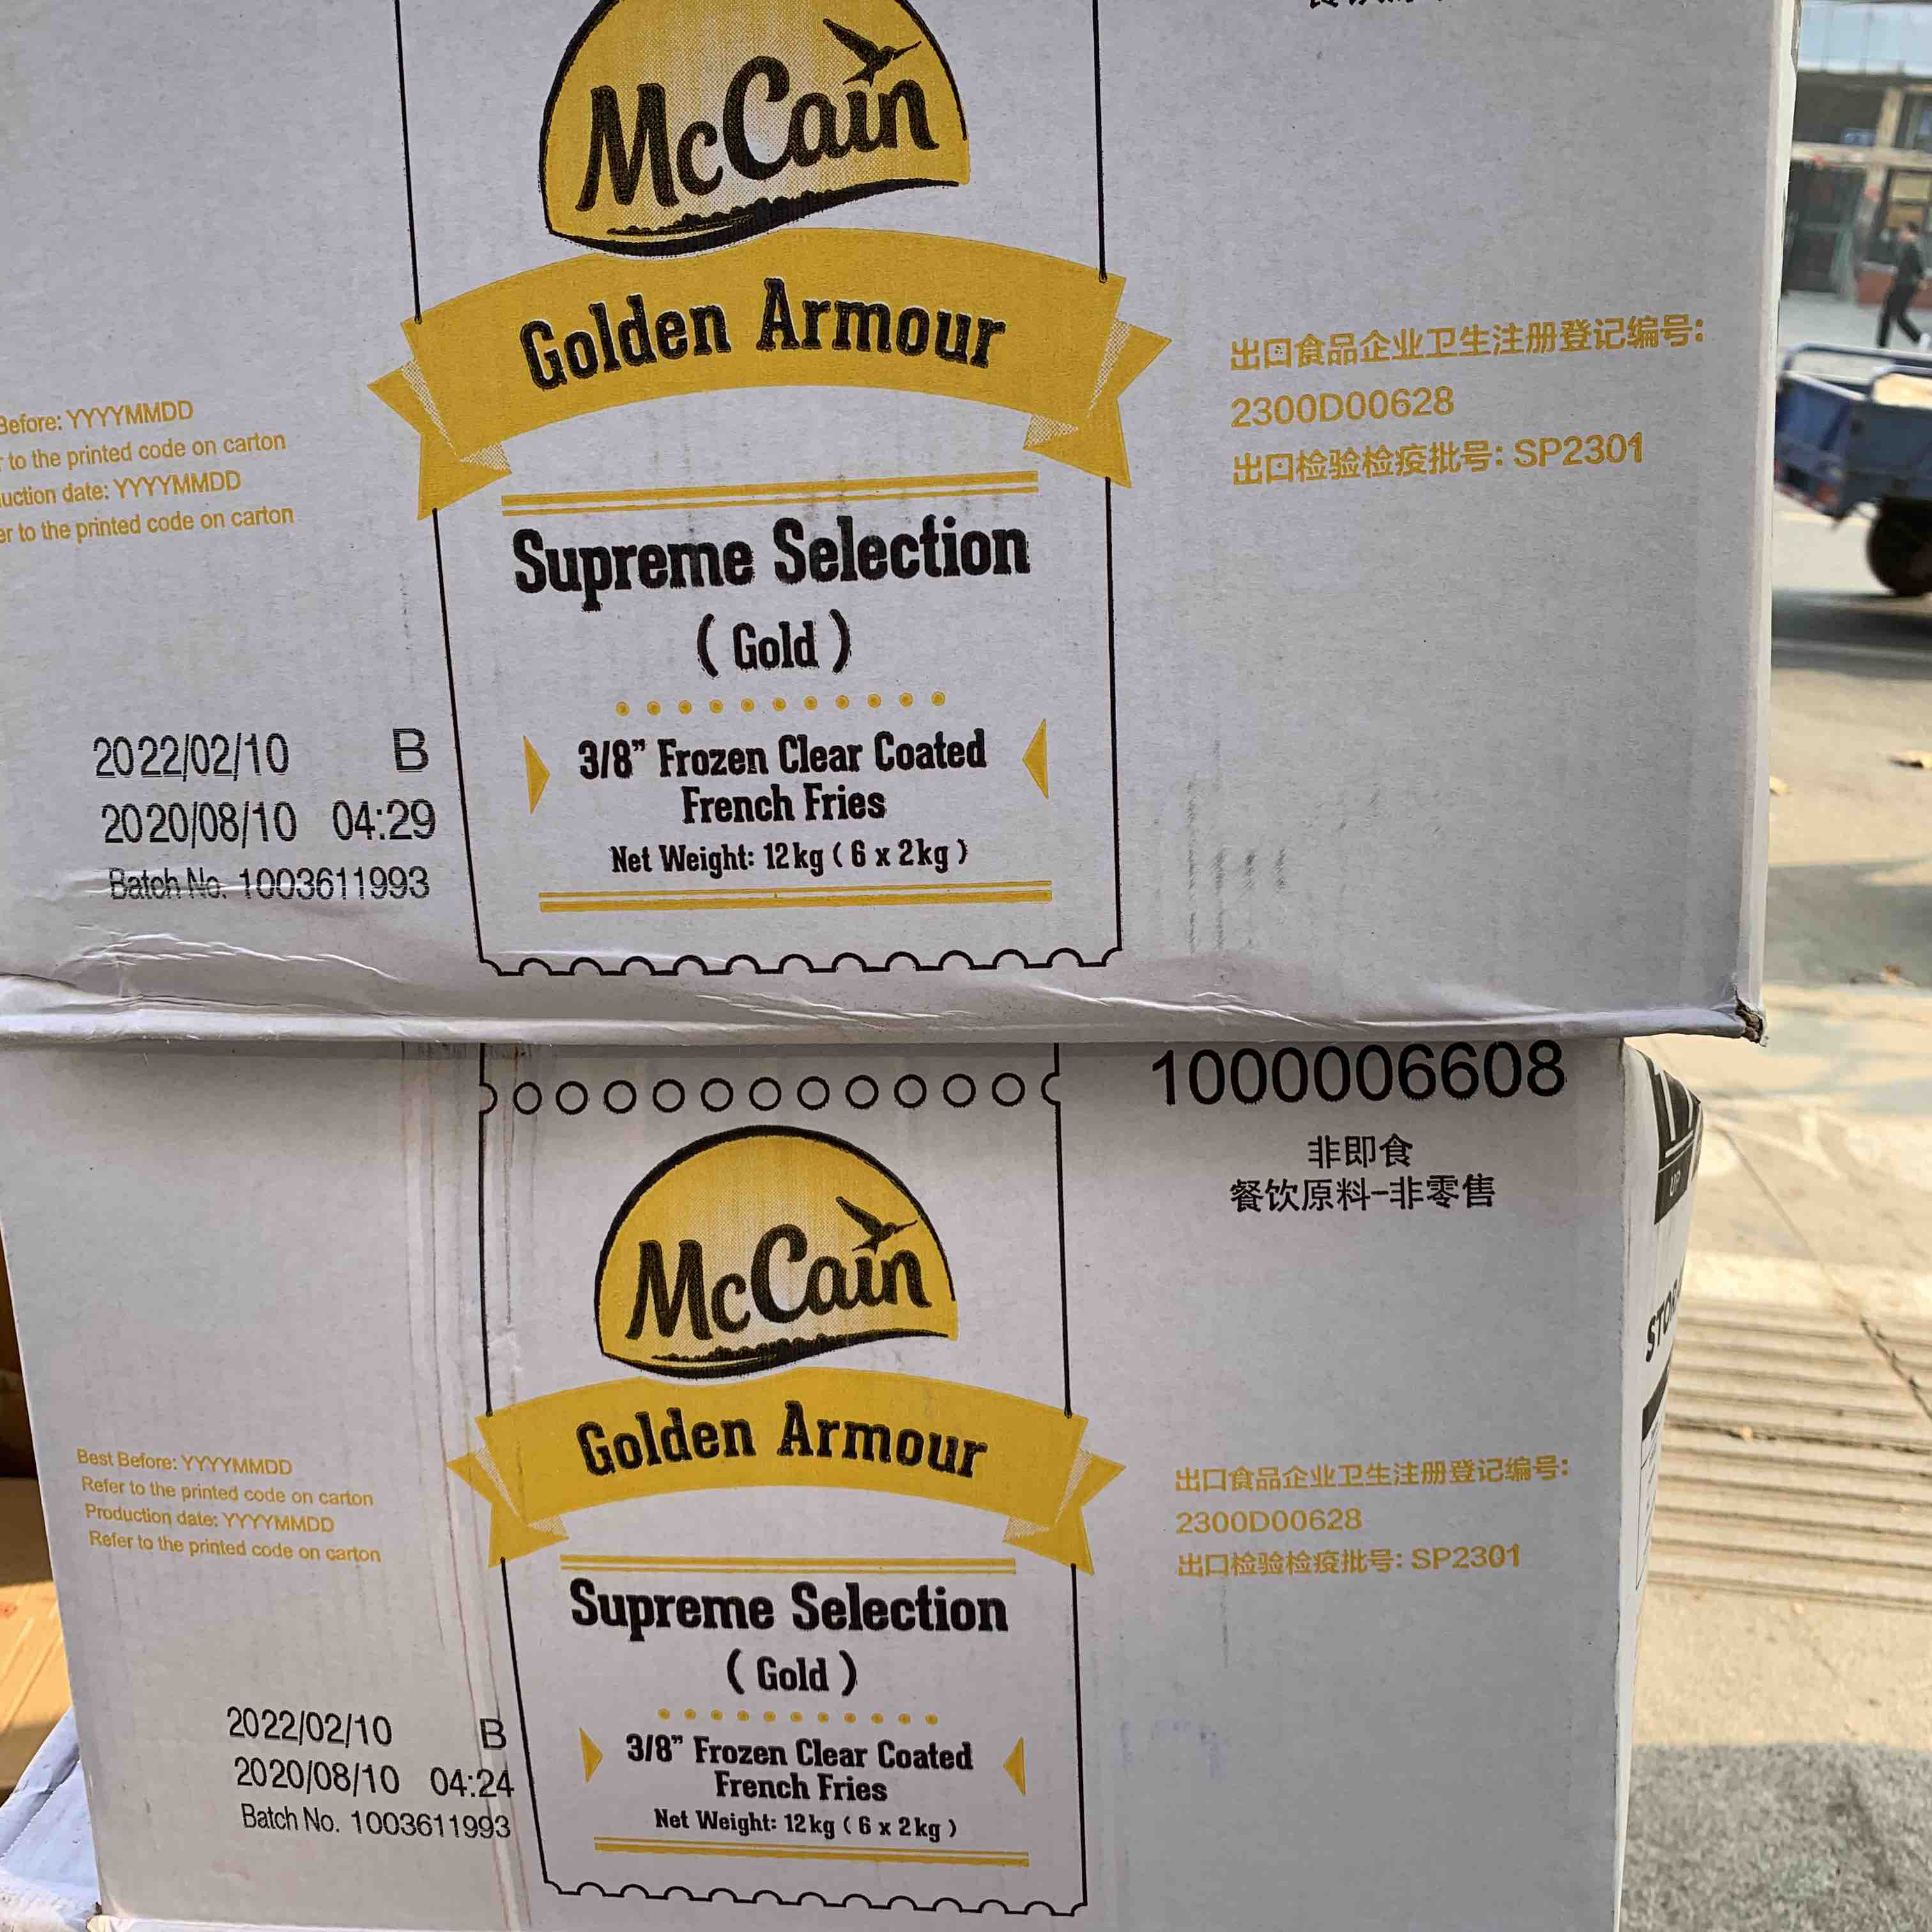 McCain
Golden Armour
Before: YYYYMMDD
to the printed code on carton
uction date: YYYYMMDD
er to the printed code on carton
出口食品企业卫生注册登记编号:
2300D00628
出口检验检疫批号: SP2301
Supreme Selection
( Gold )
2022/02/10 B
2020/08/10 04:29
Batch No. 1003611993
3/8” Frozen Clear Coated
French Fries
Net Weight: 12kg ( 6 x 2kg )
1000006608
非即食
餐饮原料-非零售
UP
McCain
Golden Armour
Best Before: YYYYMMDD
Refer to the printed code on carton
Production date: YYYYMMDD
Refer to the printed code on carton
出口食品企业卫生注册登记编号:
2300D00628
出口检验检疫批号: SP2301
Supreme Selection
( Gold )
2022/02/10 B
2020/08/10 04:24
Batch No. 1003611993
3/8” Frozen Clear Coated
French Fries
Net Weight: 12kg ( 6 x 2kg )